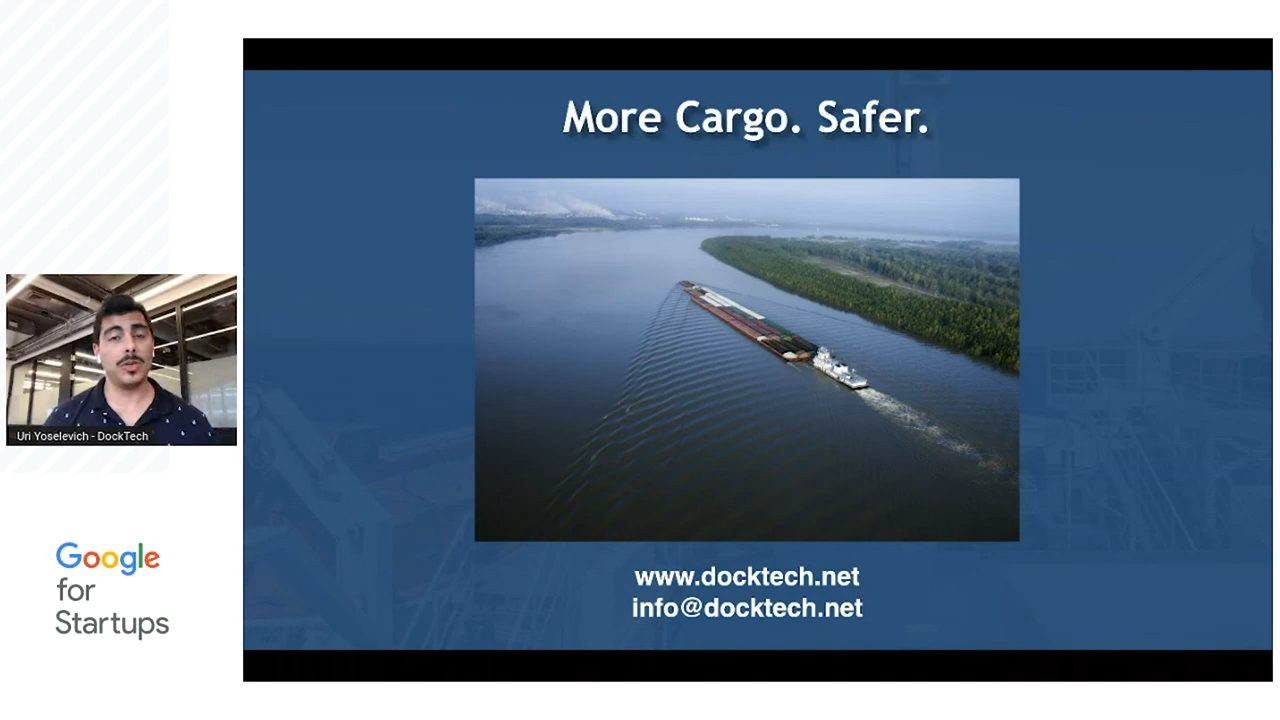 More Cargo. Safer.
Uri Yoselevich - DockTech
Google
for
Startups
www.docktech.net
info@docktech.net